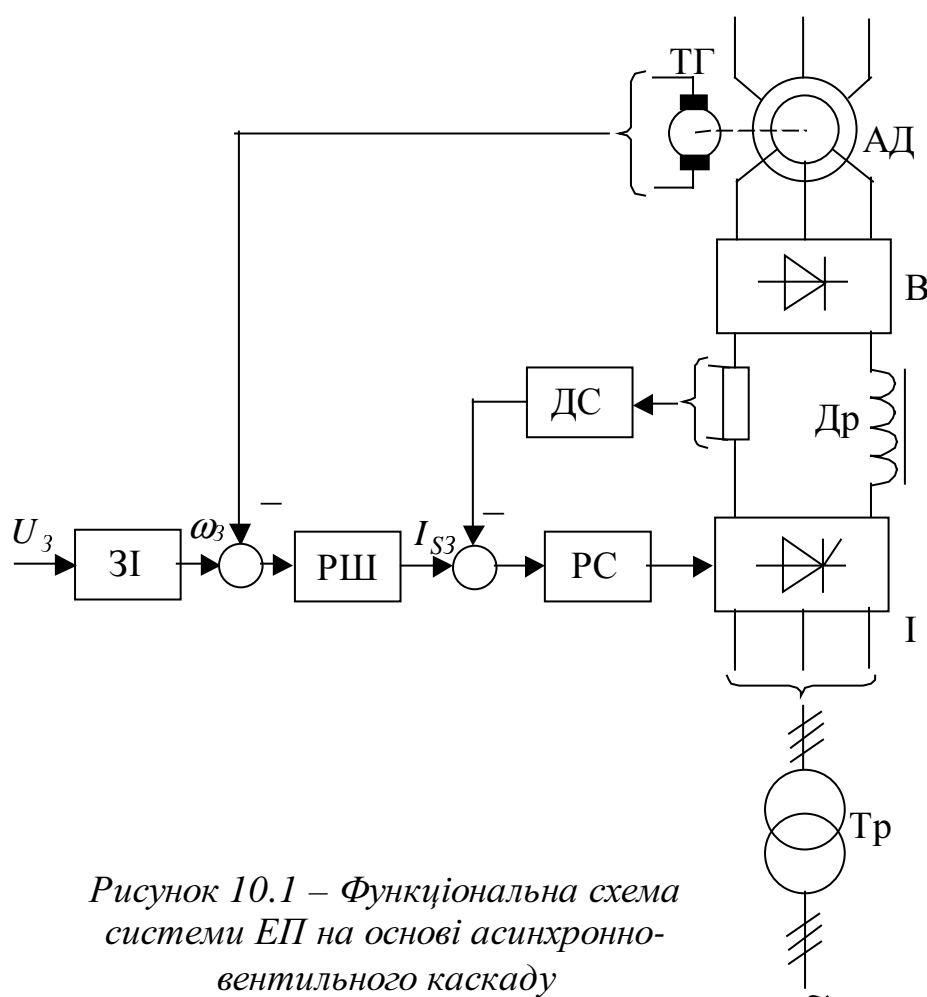 ТГ
АД
В
ДС
Др
U З
ЗІ
ωЗ
–
РШ
I SЗ
–
РС
І
Тр
Рисунок 10.1 – Функціональна схема
системи ЕП на основі асинхронно-
вентильного каскаду